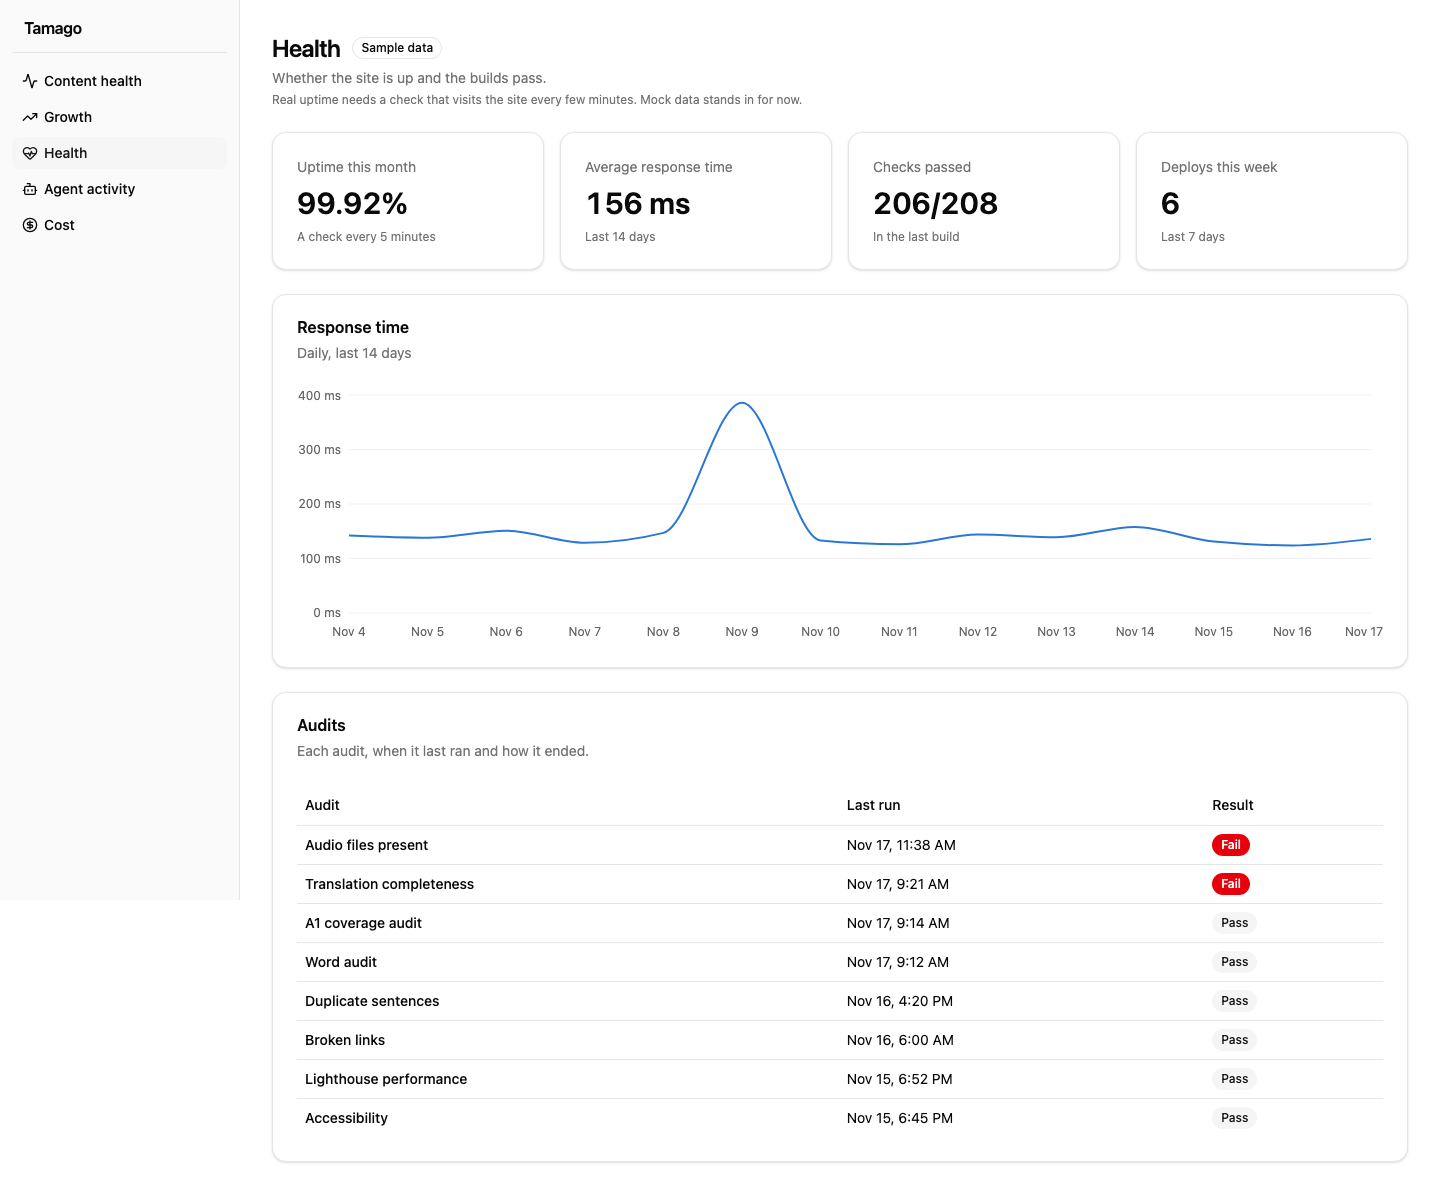 Tamago
Content health
Growth
Health
Agent activity
Cost
Health
Sample data
Whether the site is up and the builds pass.
Real uptime needs a check that visits the site every few minutes. Mock data stands in for now.
Uptime this month
99.92%
A check every 5 minutes
Average response time
156 ms
Last 14 days
Checks passed
206/208
In the last build
Deploys this week
6
Last 7 days
Response time
Daily, last 14 days
400 ms
300 ms
200 ms
100 ms
0 ms
Nov 4 Nov 5 Nov 6 Nov 7 Nov 8 Nov 9 Nov 10 Nov 11 Nov 12 Nov 13 Nov 14 Nov 15 Nov 16 Nov 17
Audits
Each audit, when it last ran and how it ended.
Audit Last run Result
Audio files present Nov 17, 11:38 AM Fail
Translation completeness Nov 17, 9:21 AM Fail
A1 coverage audit Nov 17, 9:14 AM Pass
Word audit Nov 17, 9:12 AM Pass
Duplicate sentences Nov 16, 4:20 PM Pass
Broken links Nov 16, 6:00 AM Pass
Lighthouse performance Nov 15, 6:52 PM Pass
Accessibility Nov 15, 6:45 PM Pass